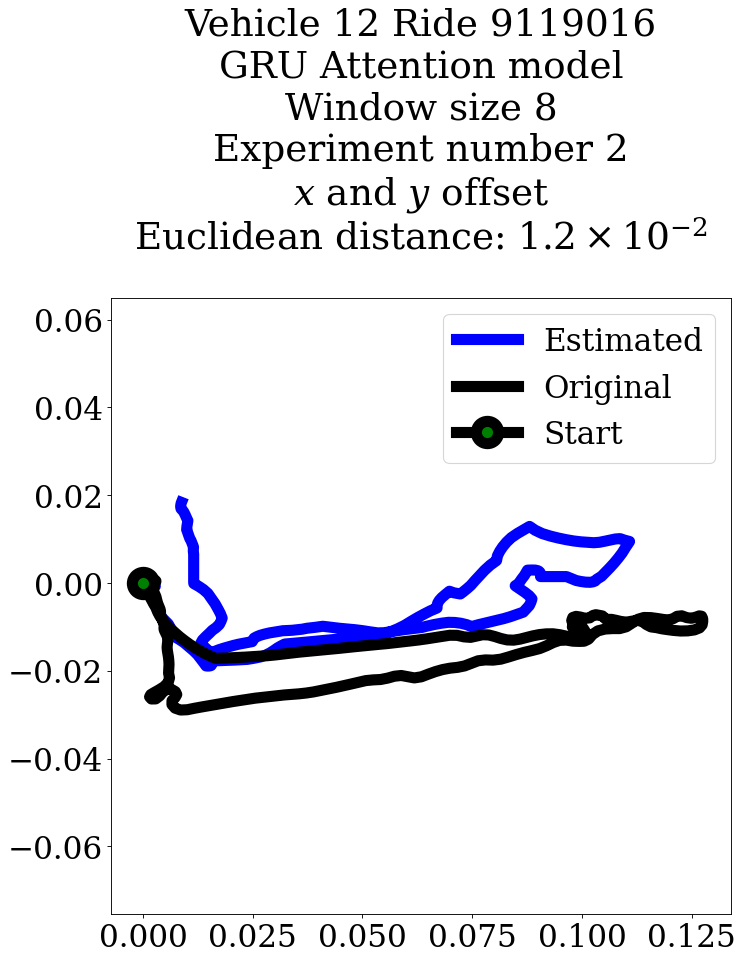 Vehicle 12 Ride 9119016
GRU Attention model
Window size 8
Experiment number 2
x and y offset
Euclidean distance: 1.2 × 10⁻²
Estimated
Original
Start
0.06
0.04
0.02
0.00
−0.02
−0.04
−0.06
0.000 0.025 0.050 0.075 0.100 0.125